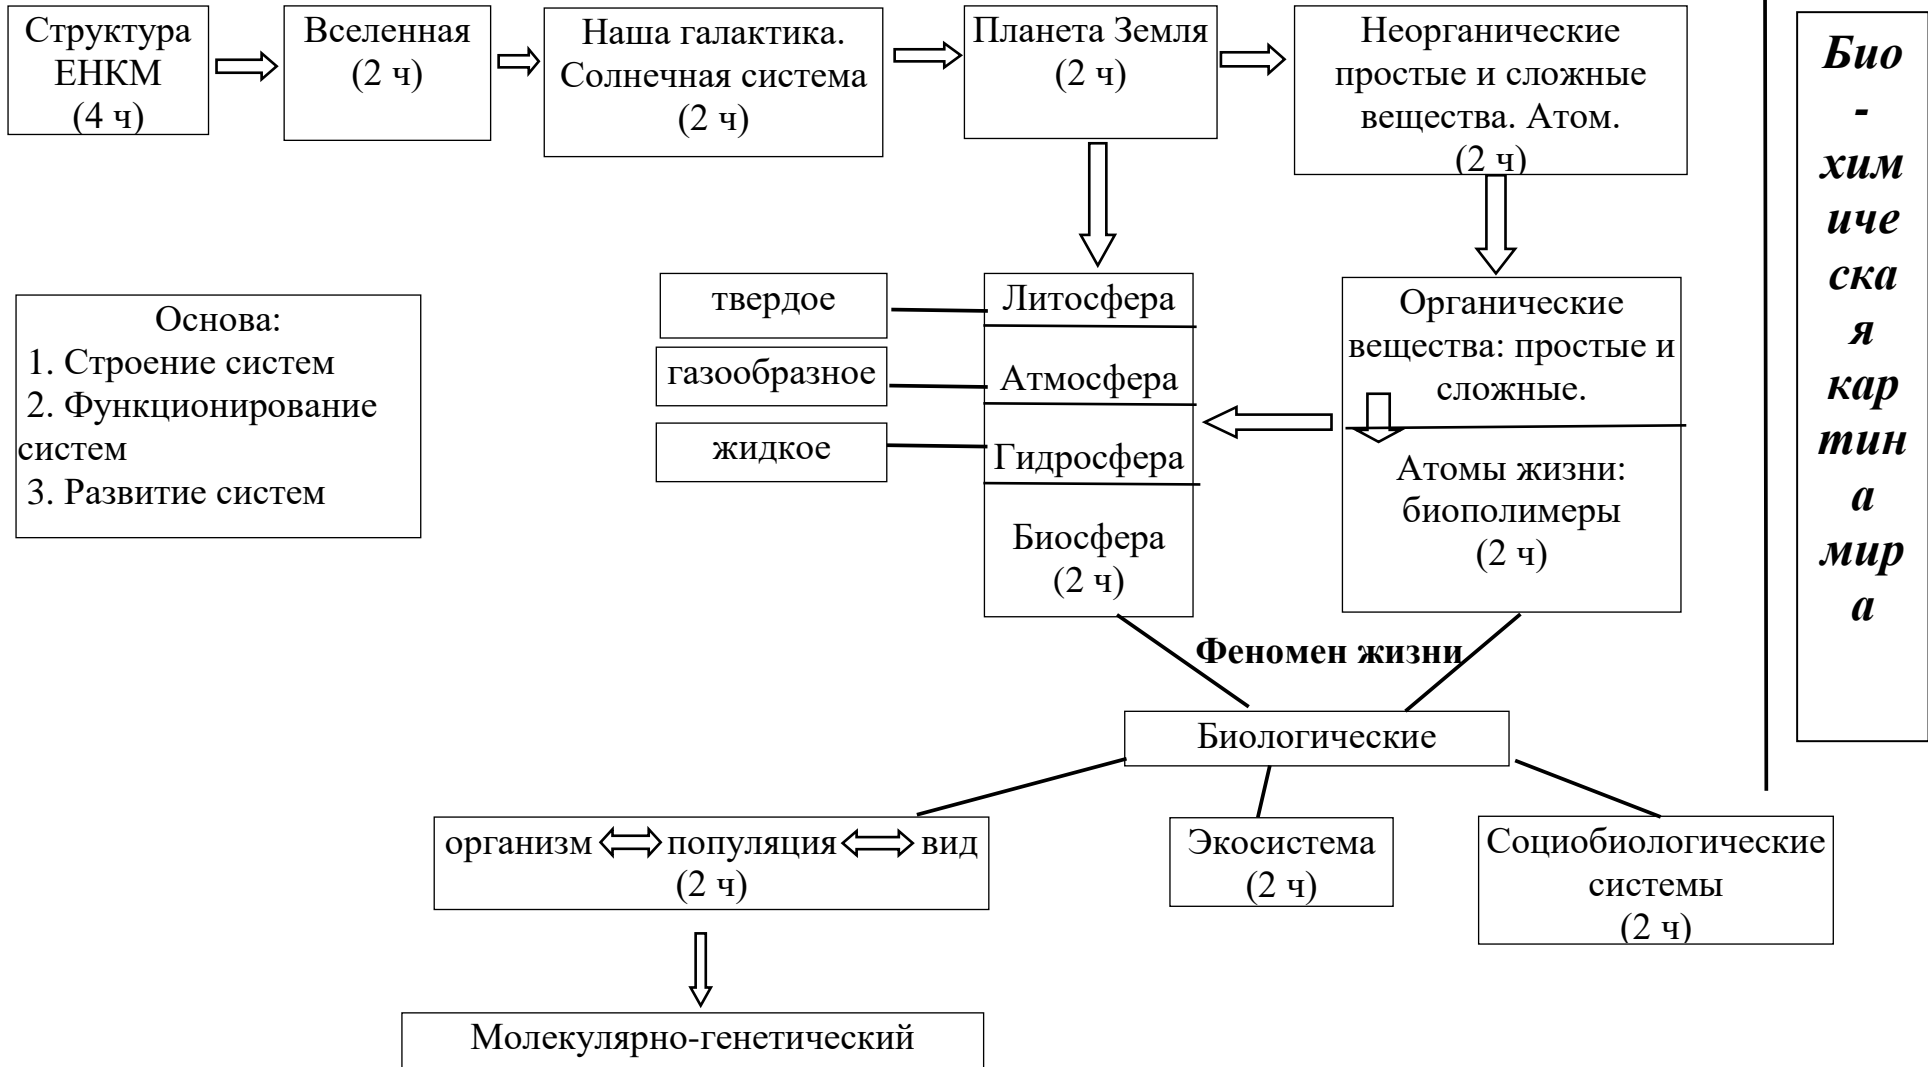 Структура
ЕНКМ
(4 ч)
Вселенная
(2 ч)
Наша галактика.
Солнечная система
(2 ч)
Планета Земля
(2 ч)
Неорганические
простые и сложные
вещества. Атом.
(2 ч)
Био
-
хим
иче
ска
я
кар
тин
а
мир
а
Основа:
1. Строение систем
2. Функционирование
систем
3. Развитие систем
твердое
газообразное
жидкое
Литосфера
Атмосфера
Гидросфера
Биосфера
(2 ч)
Органические
вещества: простые и
сложные.
Атомы жизни:
биополимеры
(2 ч)
Феномен жизни
Биологические
организм популяция вид
(2 ч)
Экосистема
(2 ч)
Социобиологические
системы
(2 ч)
Молекулярно-генетический